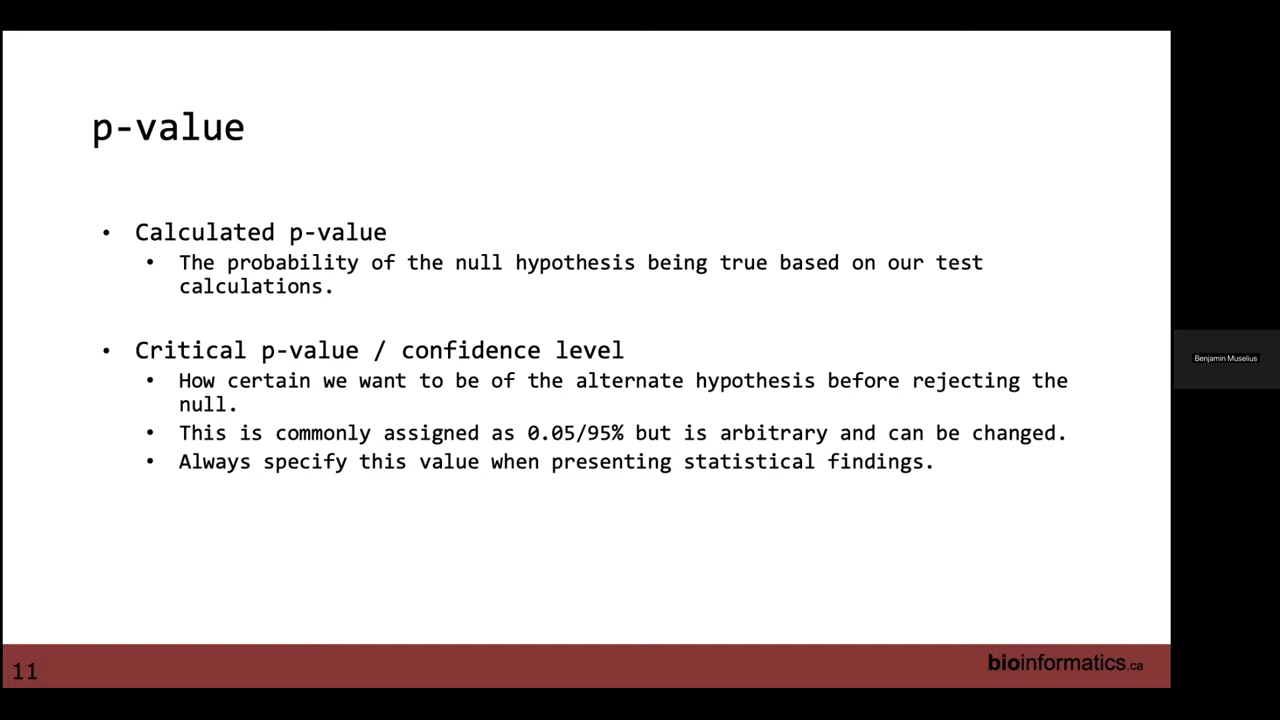 p-value
• Calculated p-value
• The probability of the null hypothesis being true based on our test
calculations.
• Critical p-value / confidence level
• How certain we want to be of the alternate hypothesis before rejecting the
null.
• This is commonly assigned as 0.05/95% but is arbitrary and can be changed.
• Always specify this value when presenting statistical findings.
Benjamin Muselius
11
bioinformatics.ca